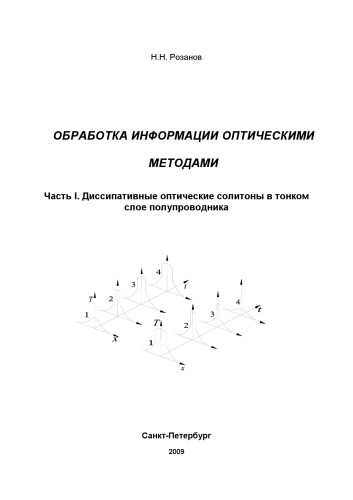 Н.Н. Розанов
ОБРАБОТКА ИНФОРМАЦИИ ОПТИЧЕСКИМИ
МЕТОДАМИ
Часть I. Диссипативные оптические солитоны в тонком
слое полупроводника
4
t
3
T
2
1
x
4
t
3
T
2
1
x
Санкт-Петербург
2009